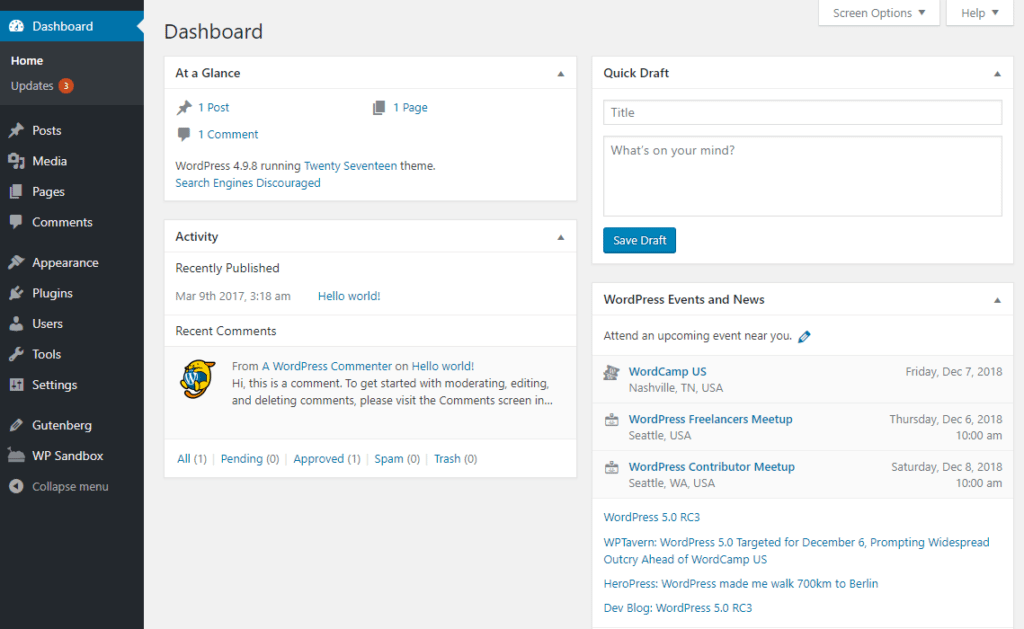 Screen Options
Help
Dashboard
Home
Updates 3
Posts
Media
Pages
Comments
Appearance
Plugins
Users
Tools
Settings
Gutenberg
WP Sandbox
Collapse menu
Dashboard
At a Glance
1 Post
1 Page
1 Comment
WordPress 4.9.8 running Twenty Seventeen theme.
Search Engines Discouraged
Activity
Recently Published
Mar 9th 2017, 3:18 am Hello world!
Recent Comments
From A WordPress Commenter on Hello world!
Hi, this is a comment. To get started with moderating, editing,
and deleting comments, please visit the Comments screen in...
All (1) | Pending (0) | Approved (1) | Spam (0) | Trash (0)
Quick Draft
Title
What's on your mind?
Save Draft
WordPress Events and News
Attend an upcoming event near you.
WordCamp US Friday, Dec 7, 2018
Nashville, TN, USA
WordPress Freelancers Meetup Thursday, Dec 6, 2018
Seattle, USA 10:00 am
WordPress Contributor Meetup Saturday, Dec 8, 2018
Seattle, WA, USA 10:00 am
WordPress 5.0 RC3
WPTavern: WordPress 5.0 Targeted for December 6, Prompting Widespread
Outcry Ahead of WordCamp US
HeroPress: WordPress made me walk 700km to Berlin
Dev Blog: WordPress 5.0 RC3